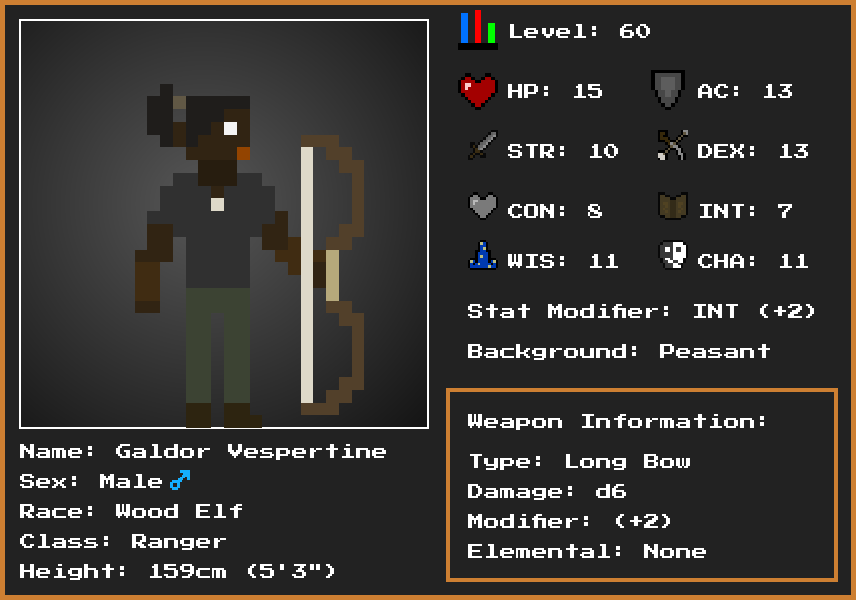 Level: 60
HP: 15
AC: 13
STR: 10
DEX: 13
CON: 8
INT: 7
WIS: 11
CHA: 11
Stat Modifier: INT (+2)
Background: Peasant
Weapon Information:
Type: Long Bow
Damage: d6
Modifier: (+2)
Elemental: None
Name: Galdor Vespertine
Sex: Male ♂
Race: Wood Elf
Class: Ranger
Height: 159cm (5'3")